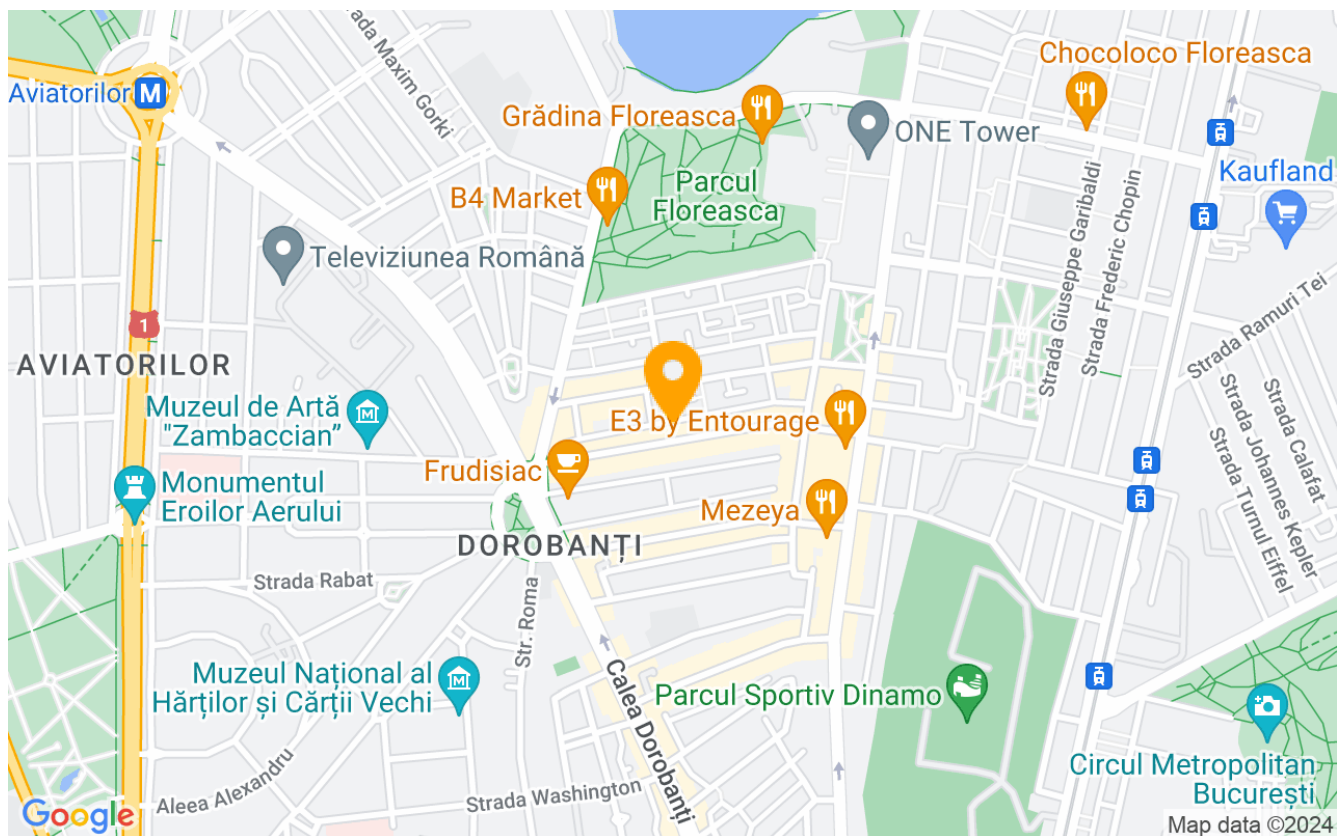 Strada Maxim Gorki
Chocoloco Floreasca
Aviatorilor
M
Grădina Floreasca
ONE Tower
Kaufland
B4 Market
Parcul
Floreasca
Televiziunea Română
Strada Giuseppe Garibaldi
Strada Frederic Chopin
1
AVIATORILOR
Strada Ramuri Tei
Muzeul de Artă
"Zambaccian”
E3 by Entourage
Strada Calafat
Strada Johannes Kepler
Strada Turnul Eiffel
Frudisiac
Monumentul
Eroilor Aerului
Mezeya
DOROBANȚI
Strada Rabat
Str. Roma
Muzeul Național al
Hărților și Cărții Vechi
Calea Dorobanți
Parcul Sportiv Dinamo
Circul Metropolitan
București
Aleea Alexandru
Strada Washington
Google
Map data ©2024